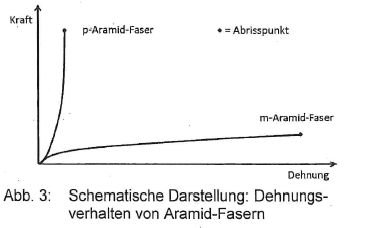 Kraft
p-Aramid-Faser
• = Abrisspunkt
m-Aramid-Faser
Dehnung
Abb. 3: Schematische Darstellung: Dehnungs-
verhalten von Aramid-Fasern